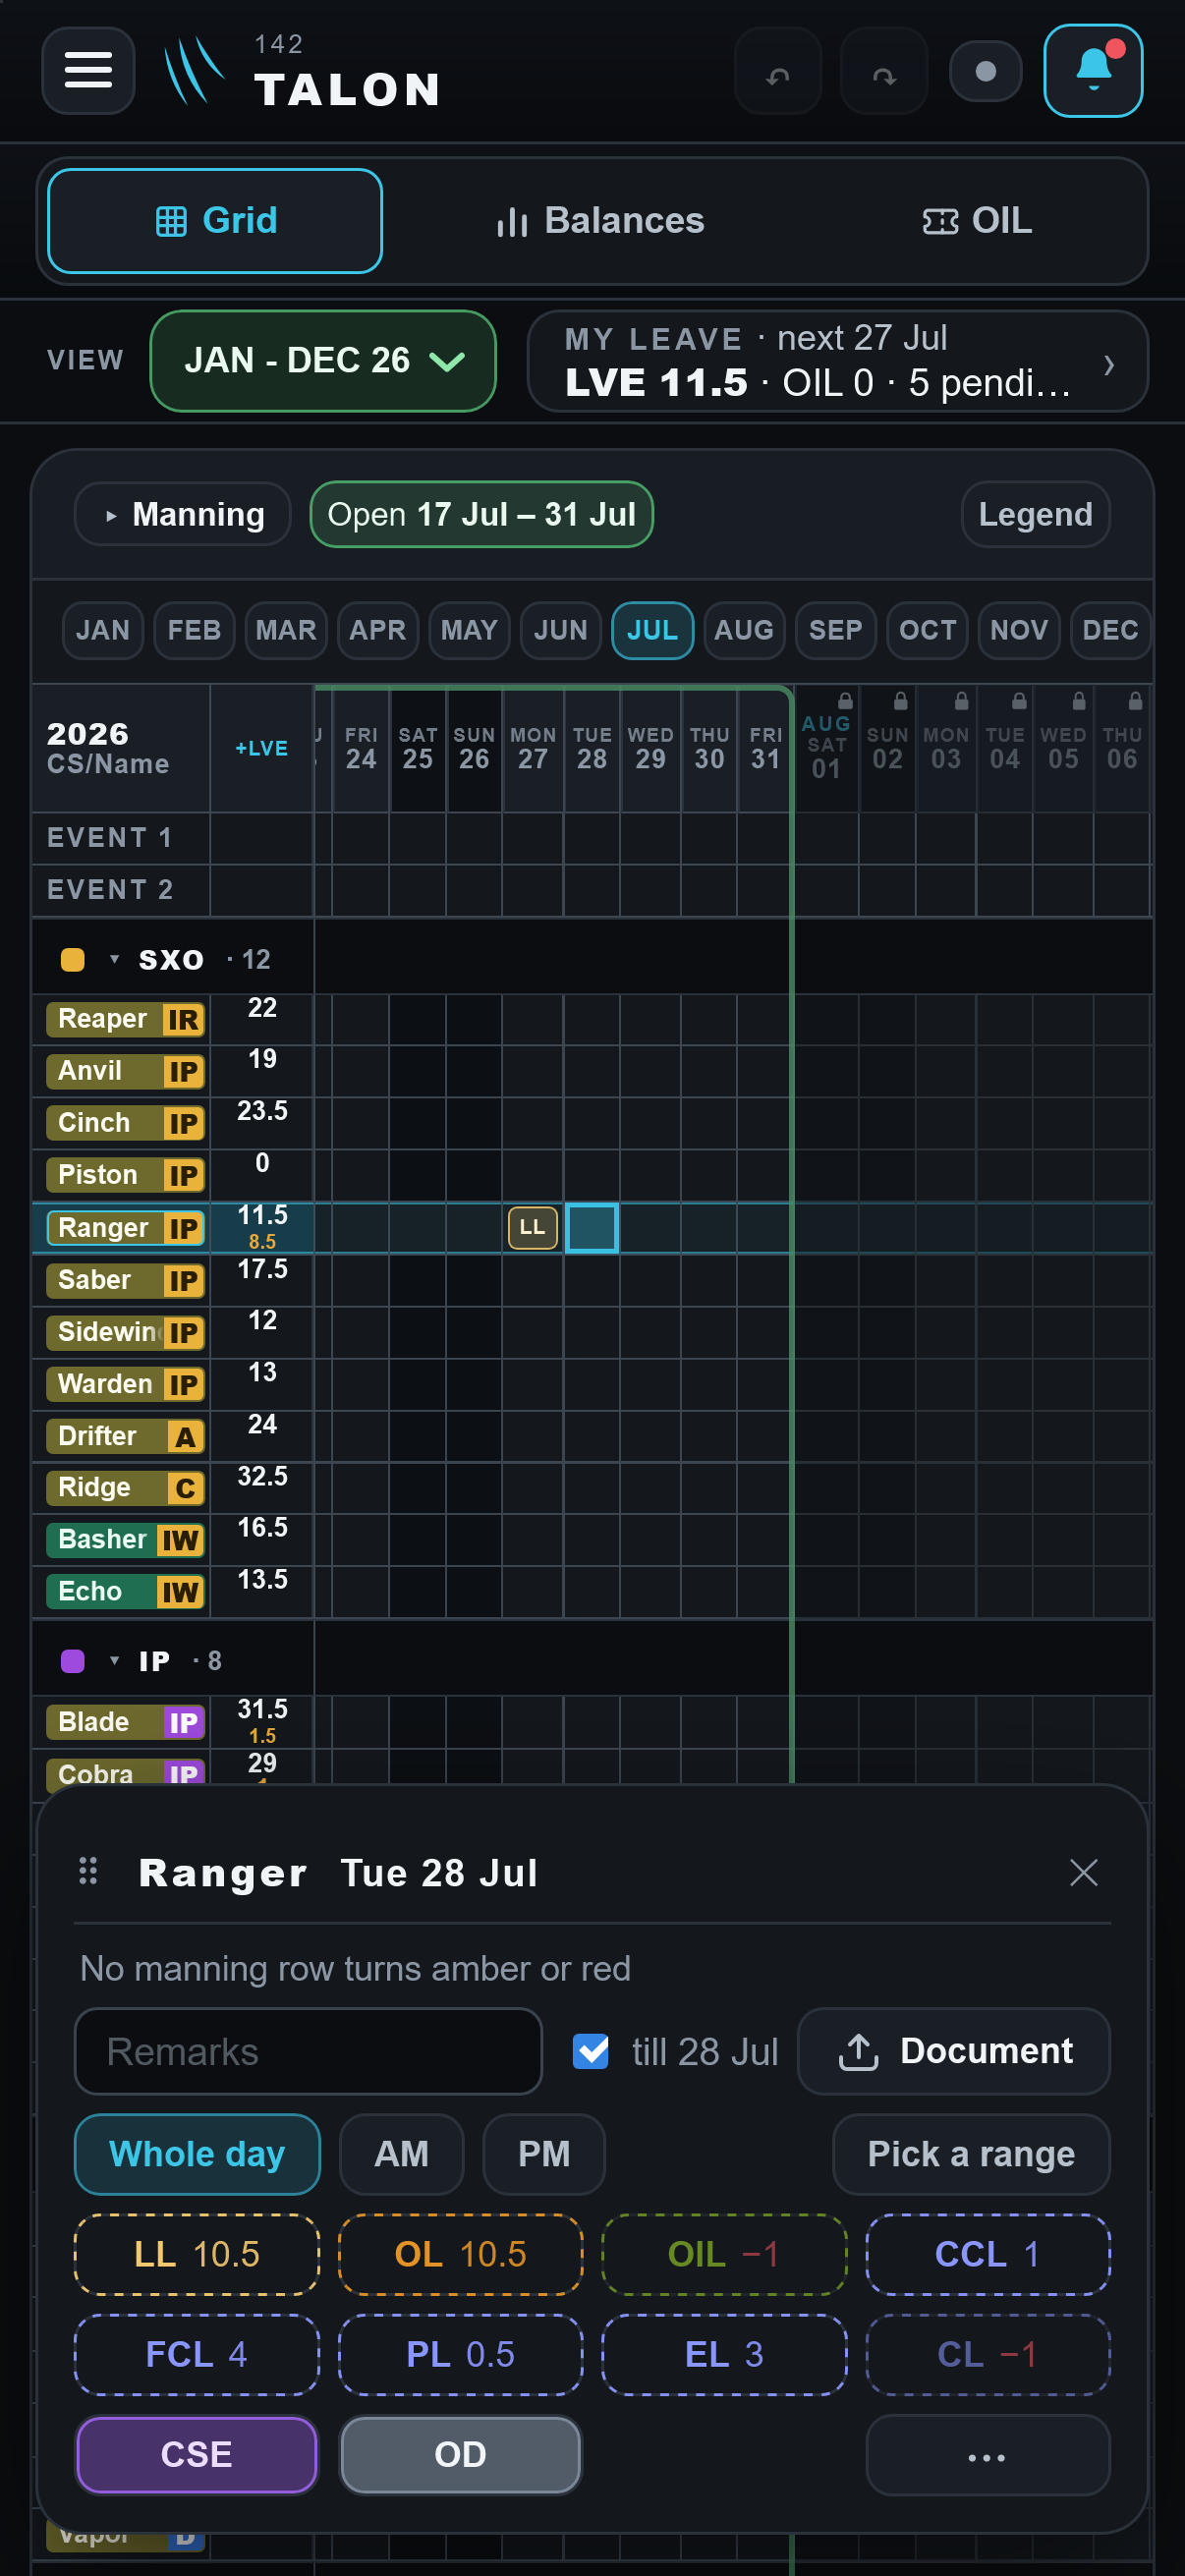 142
TALON
Grid Balances OIL
VIEW JAN - DEC 26 MY LEAVE · next 27 Jul
LVE 11.5 · OIL 0 · 5 pendi…
Manning Open 17 Jul – 31 Jul Legend
JAN FEB MAR APR MAY JUN JUL AUG SEP OCT NOV DEC
2026 CS/Name +LVE FRI 24 SAT 25 SUN 26 MON 27 TUE 28 WED 29 THU 30 FRI 31 AUG SAT 01 SUN 02 MON 03 TUE 04 WED 05 THU 06
EVENT 1
EVENT 2
SXO · 12
Reaper IR 22
Anvil IP 19
Cinch IP 23.5
Piston IP 0
Ranger IP 11.5 8.5 LL
Saber IP 17.5
Sidewin IP 12
Warden IP 13
Drifter A 24
Ridge C 32.5
Basher IW 16.5
Echo IW 13.5
IP · 8
Blade IP 31.5 1.5
Cobra IP 29
Ranger Tue 28 Jul
No manning row turns amber or red
Remarks till 28 Jul Document
Whole day AM PM Pick a range
LL 10.5 OL 10.5 OIL −1 CCL 1
FCL 4 PL 0.5 EL 3 CL −1
CSE OD ...
Vapor